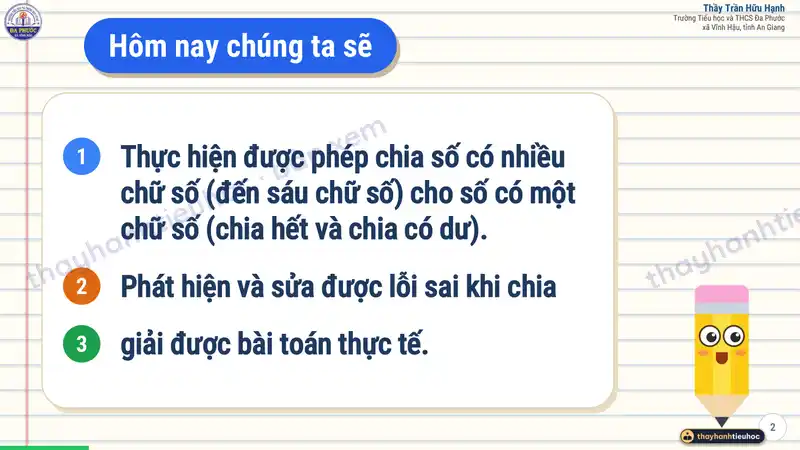 Thầy Trần Hữu Hạnh
Trường Tiểu học và THCS Đa Phước
xã Vĩnh Hậu, tỉnh An Giang
ĐA PHƯỚC
Hôm nay chúng ta sẽ
1 Thực hiện được phép chia số có nhiều
chữ số (đến sáu chữ số) cho số có một
chữ số (chia hết và chia có dư).
2 Phát hiện và sửa được lỗi sai khi chia
3 giải được bài toán thực tế.
thayhanhtieuhoc
2